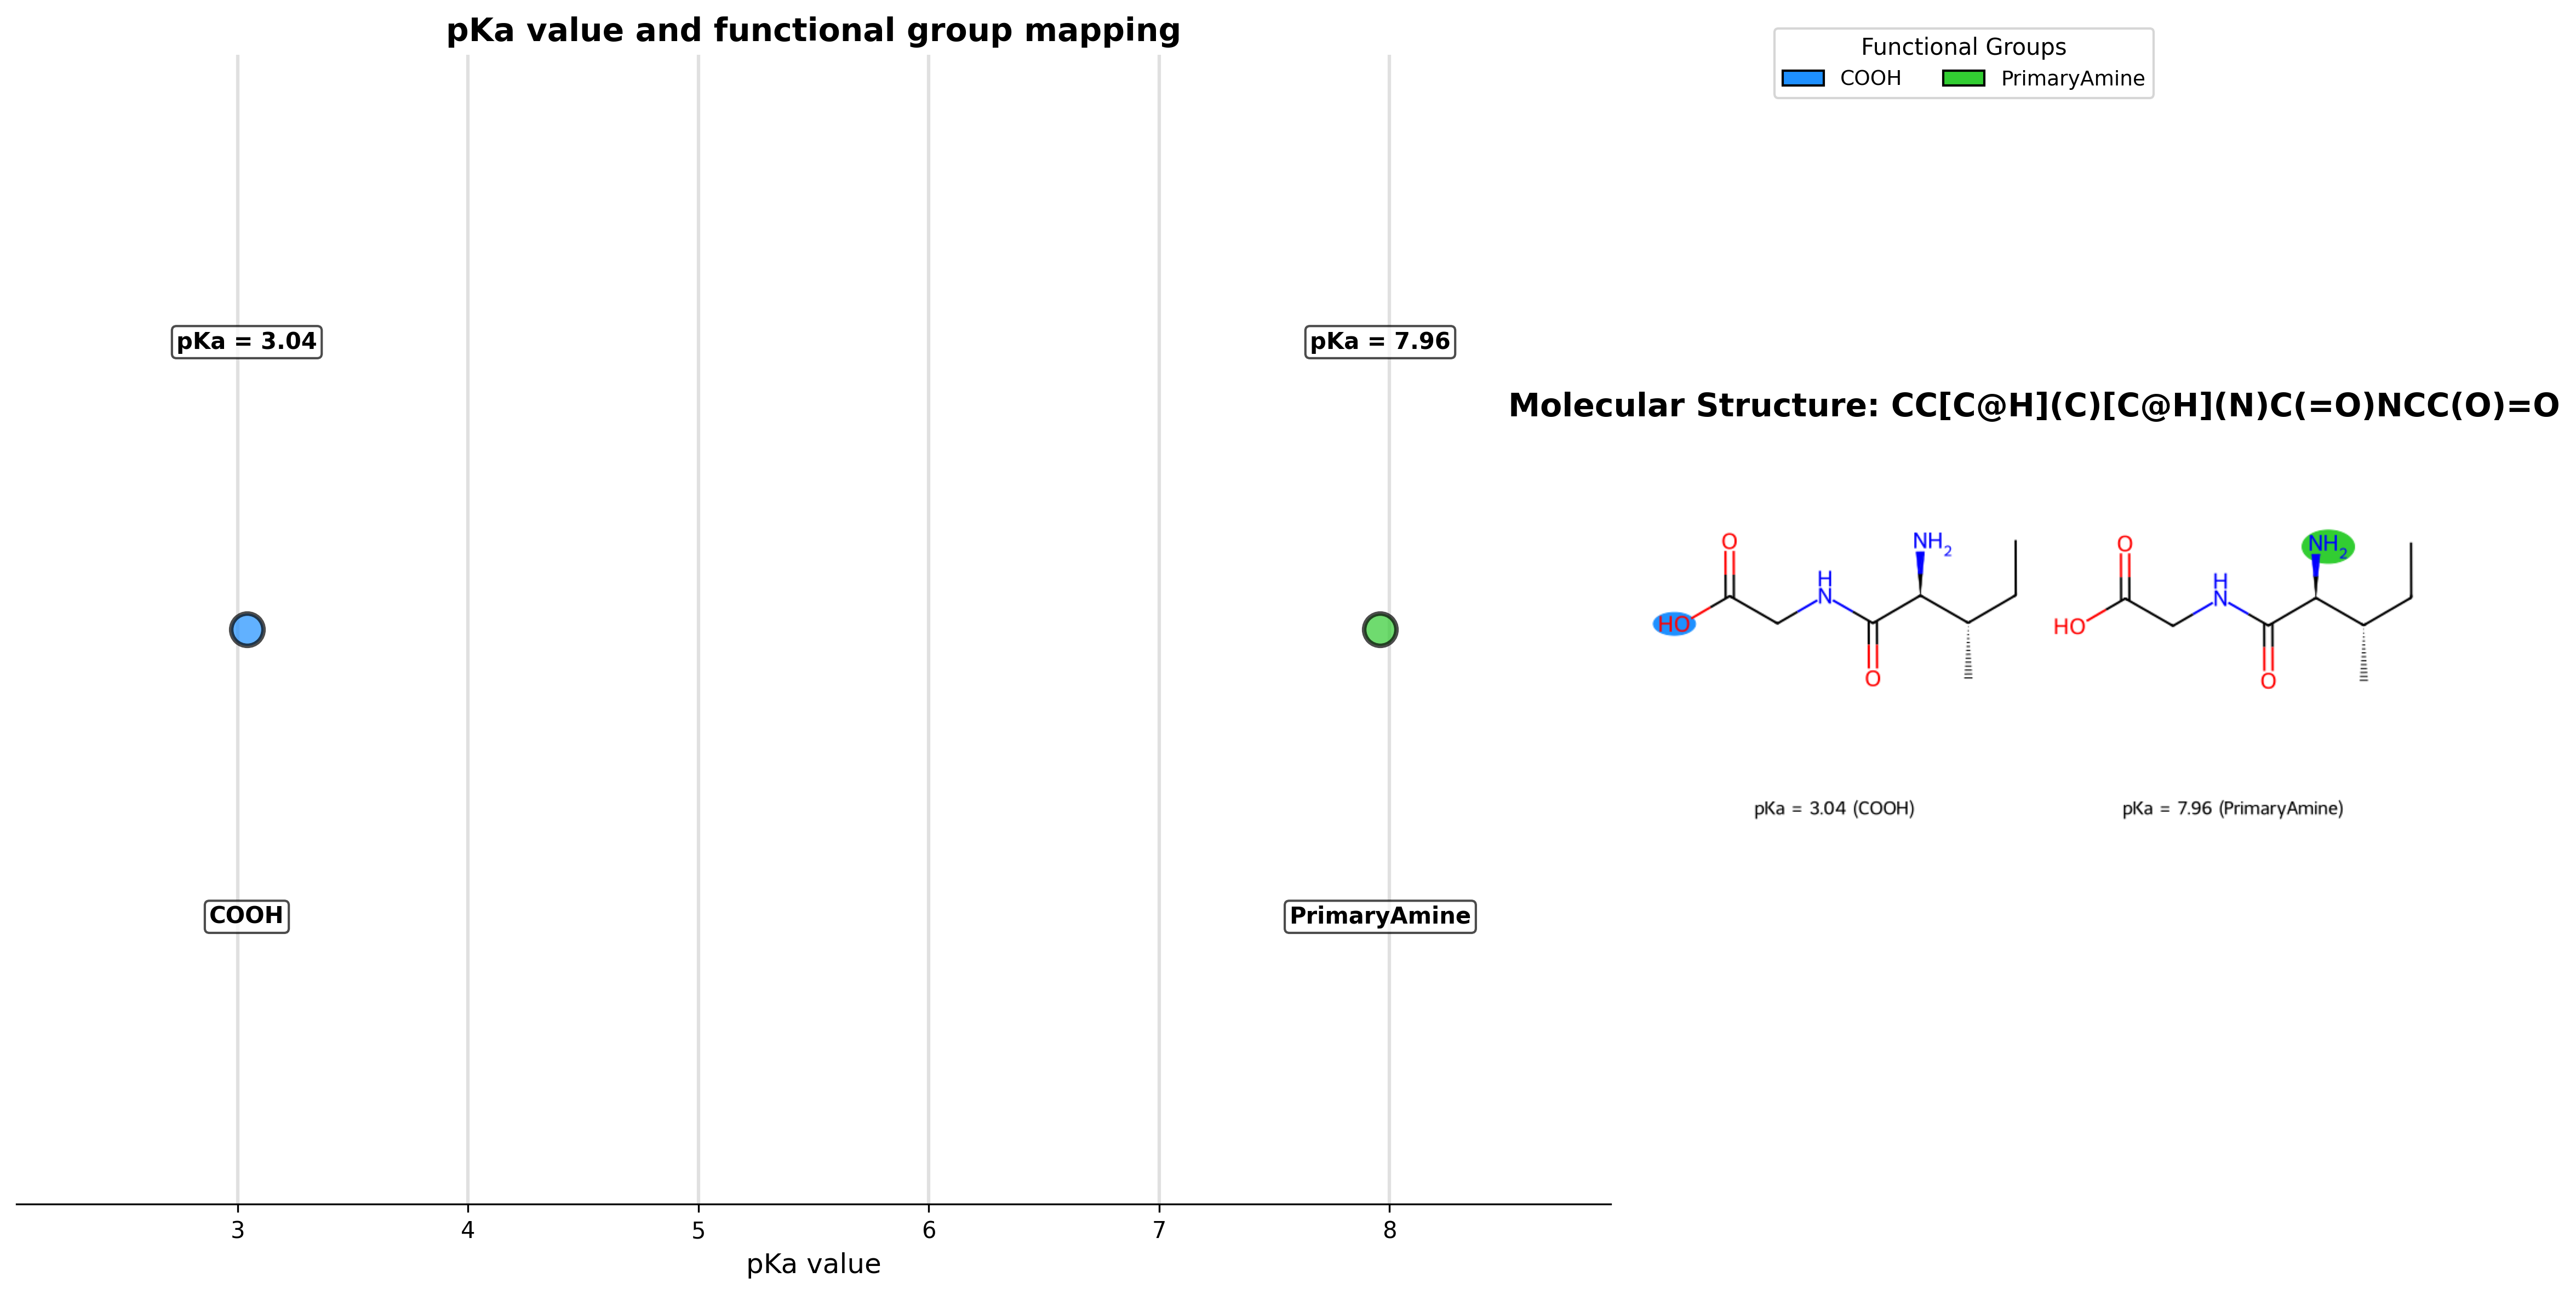 pKa value and functional group mapping
Functional Groups
COOH
PrimaryAmine
pKa = 3.04
pKa = 7.96
Molecular Structure: CC[C@H](C)[C@H](N)C(=O)NCC(O)=O
O
HO
H
N
O
NH2
O
HO
H
N
O
NH2
pKa = 3.04 (COOH)
pKa = 7.96 (PrimaryAmine)
COOH
PrimaryAmine
3 4 5 6 7 8
pKa value